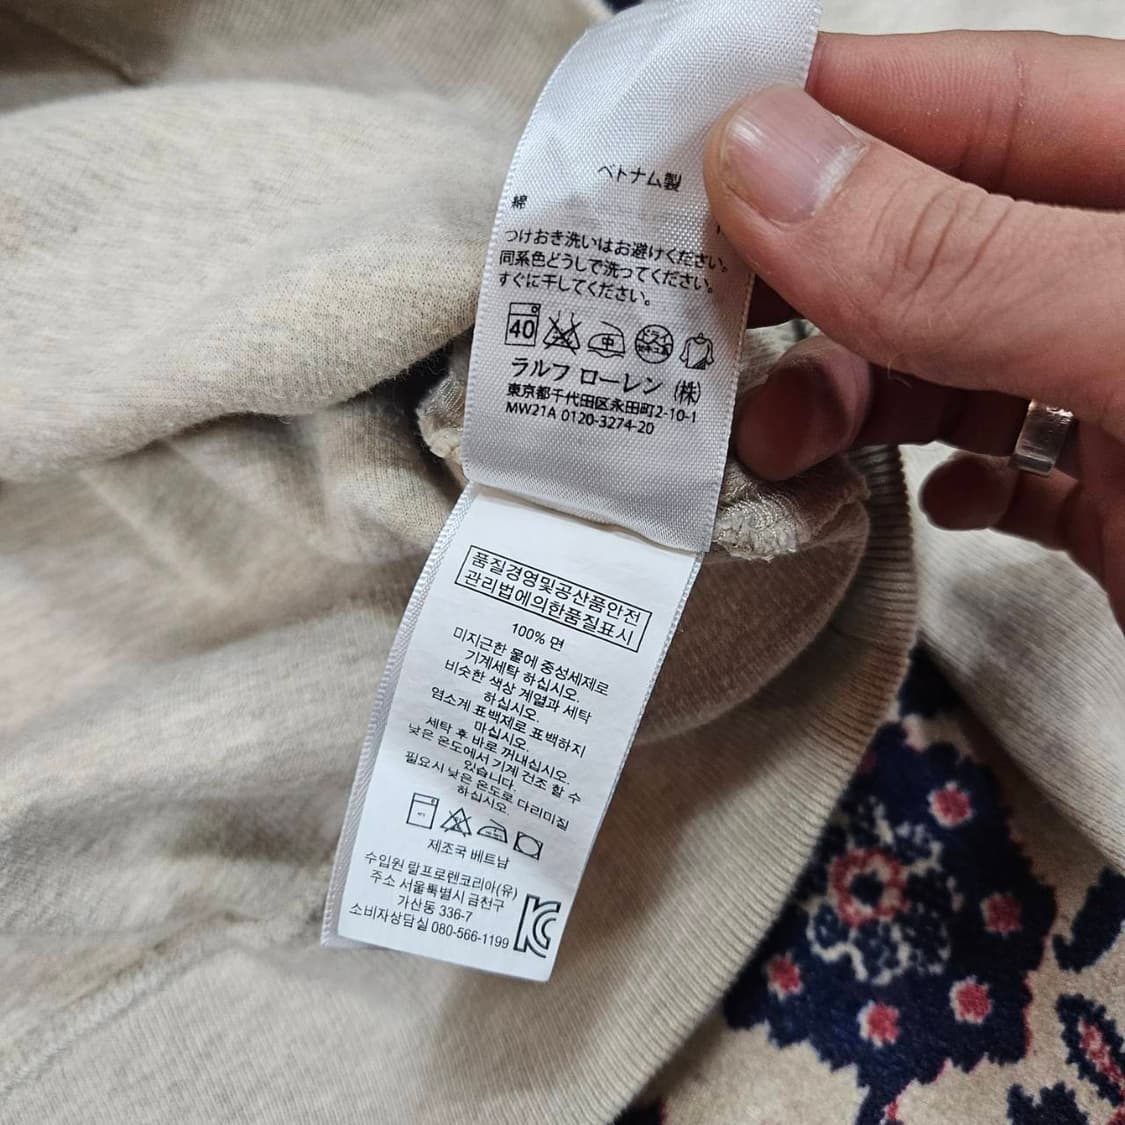 ベトナム製
綿
つけおき洗いはお避けください。
同系色どうしで洗ってください。
すぐに干してください。
40 中 ドライ
ラルフ ローレン (株)
東京都千代田区永田町2-10-1
MW21A 0120-3274-20
품질경영및공산품안전
관리법에의한품질표시
100% 면
미지근한 물에 중성세제로
기계세탁 하십시오.
비슷한 색상 계열과 세탁
하십시오.
염소계 표백제로 표백하지
마십시오.
세탁 후 바로 꺼내십시오.
낮은 온도에서 기계 건조 할 수
있습니다.
필요시 낮은 온도로 다리미질
하십시오.
제조국 베트남
수입원 랄프로렌코리아(유)
주소 서울특별시 금천구
가산동 336-7
소비자상담실 080-566-1199
KC